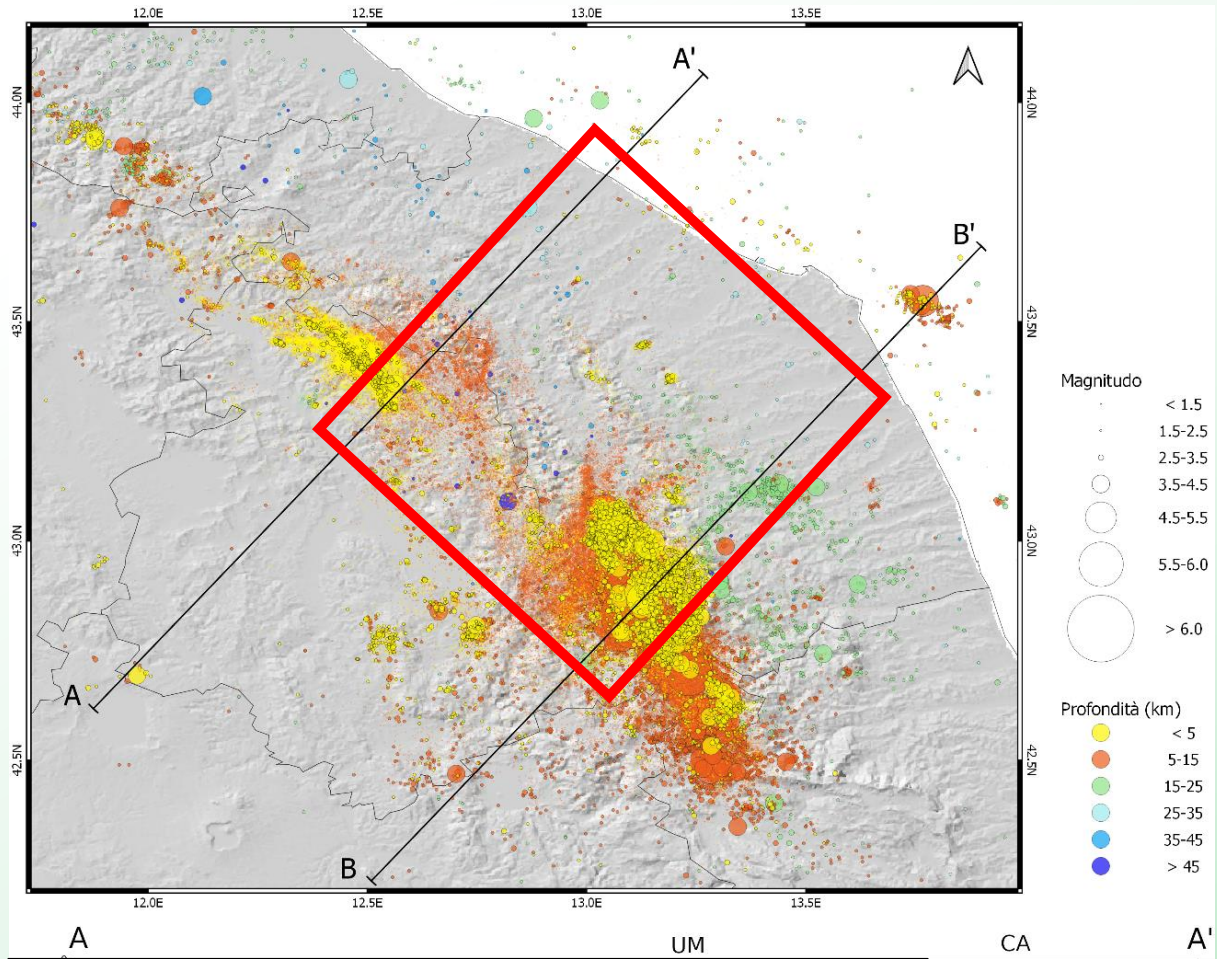 12.0E 12.5E 13.0E 13.5E
44.0N 44.0N
A'
B'
43.5N 43.5N
43.0N 43.0N
42.5N 42.5N
A
B
12.0E 12.5E 13.0E 13.5E
Magnitudo
< 1.5
1.5-2.5
2.5-3.5
3.5-4.5
4.5-5.5
5.5-6.0
> 6.0
Profondità (km)
< 5
5-15
15-25
25-35
35-45
> 45
A UM CA A'